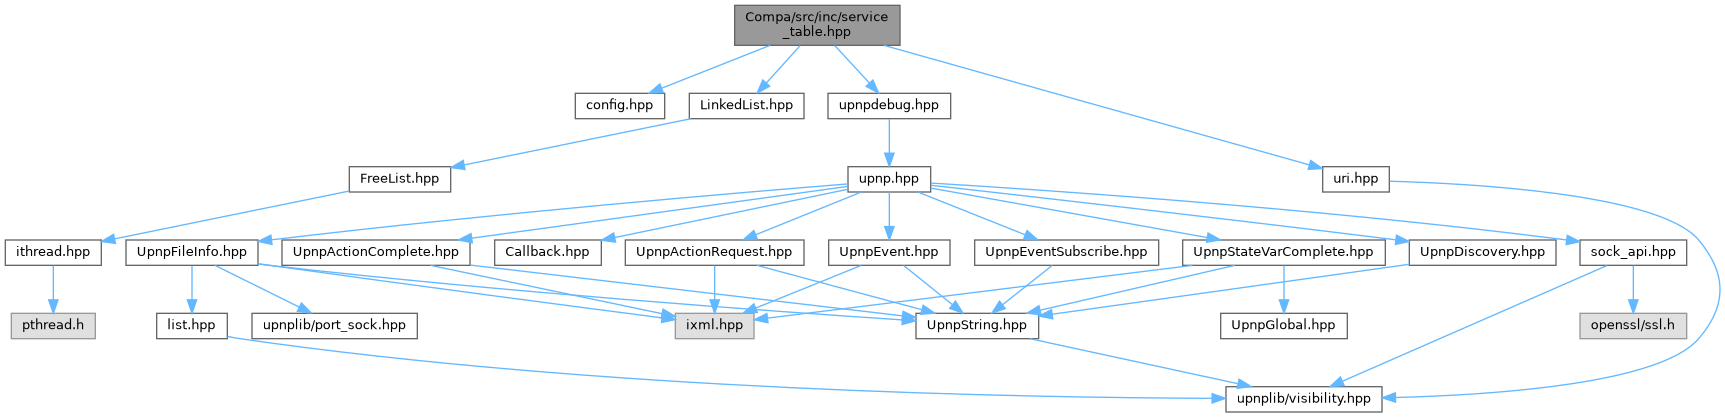 Compa/src/inc/service
_table.hpp
config.hpp
LinkedList.hpp
upnpdebug.hpp
FreeList.hpp
upnp.hpp
uri.hpp
ithread.hpp
UpnpFileInfo.hpp
UpnpActionComplete.hpp
Callback.hpp
UpnpActionRequest.hpp
UpnpEvent.hpp
UpnpEventSubscribe.hpp
UpnpStateVarComplete.hpp
UpnpDiscovery.hpp
sock_api.hpp
pthread.h
list.hpp
upnplib/port_sock.hpp
ixml.hpp
UpnpString.hpp
UpnpGlobal.hpp
openssl/ssl.h
upnplib/visibility.hpp